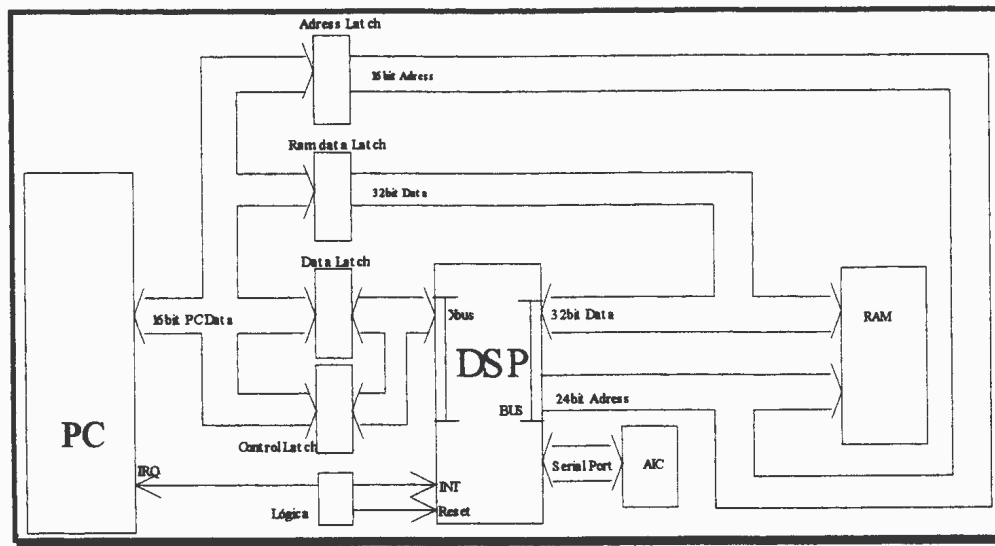 Adress Latch
16bit Adress
Ram data Latch
32bit Data
Data Latch
16bit PC Data
Xbus
32bit Data
RAM
DSP
PC
BUS
24bit Adress
Control Latch
IRQ
Serial Port
AIC
INT
Lógica
Reset